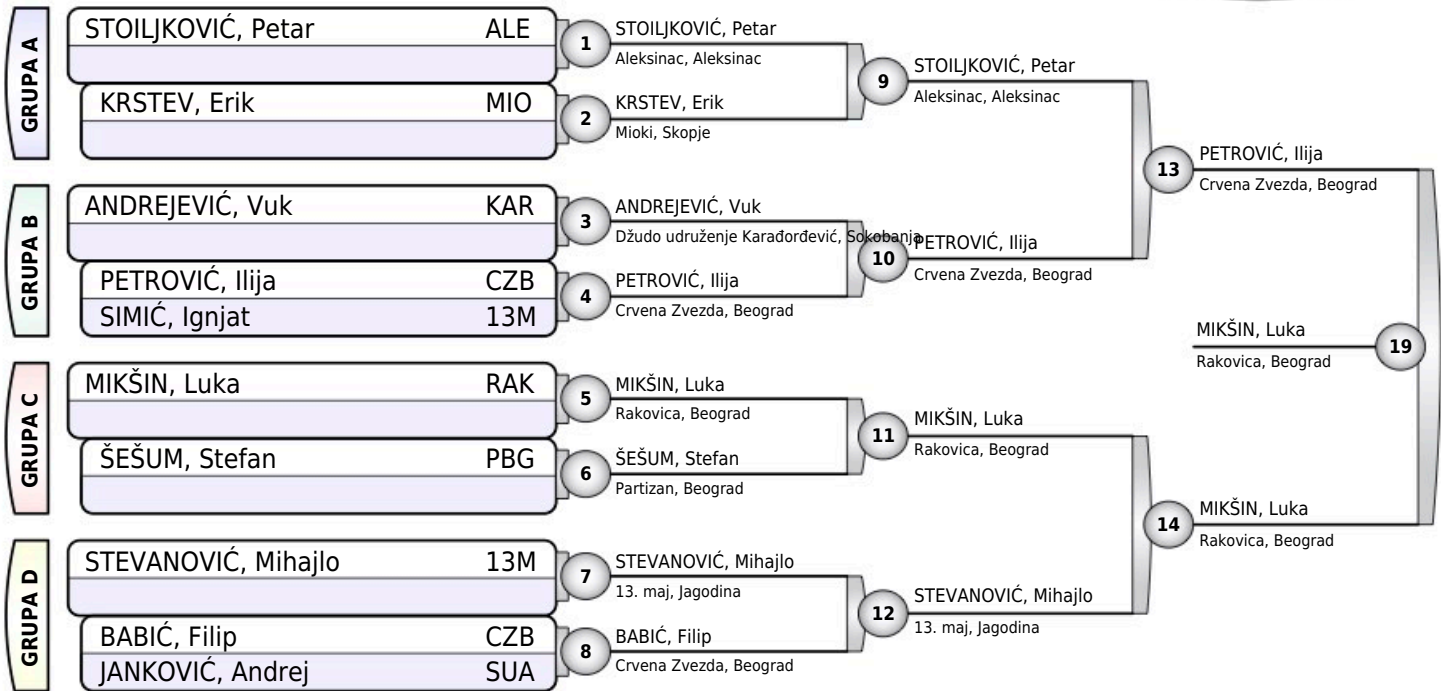 GRUPA A
STOILJKOVIĆ, Petar ALE
KRSTEV, Erik MIO
GRUPA B
ANDREJEVIĆ, Vuk KAR
PETROVIĆ, Ilija CZB
SIMIĆ, Ignjat 13M
GRUPA C
MIKŠIN, Luka RAK
ŠEŠUM, Stefan PBG
GRUPA D
STEVANOVIĆ, Mihajlo 13M
BABIĆ, Filip CZB
JANKOVIĆ, Andrej SUA
1
STOILJKOVIĆ, Petar
Aleksinac, Aleksinac
2
KRSTEV, Erik
Mioki, Skopje
3
ANDREJEVIĆ, Vuk
Džudo udruženje Karađorđević, Sokobanja
4
PETROVIĆ, Ilija
Crvena Zvezda, Beograd
5
MIKŠIN, Luka
Rakovica, Beograd
6
ŠEŠUM, Stefan
Partizan, Beograd
7
STEVANOVIĆ, Mihajlo
13. maj, Jagodina
8
BABIĆ, Filip
Crvena Zvezda, Beograd
9
STOILJKOVIĆ, Petar
Aleksinac, Aleksinac
10
PETROVIĆ, Ilija
Crvena Zvezda, Beograd
11
MIKŠIN, Luka
Rakovica, Beograd
12
STEVANOVIĆ, Mihajlo
13. maj, Jagodina
13
PETROVIĆ, Ilija
Crvena Zvezda, Beograd
14
MIKŠIN, Luka
Rakovica, Beograd
MIKŠIN, Luka
Rakovica, Beograd
19